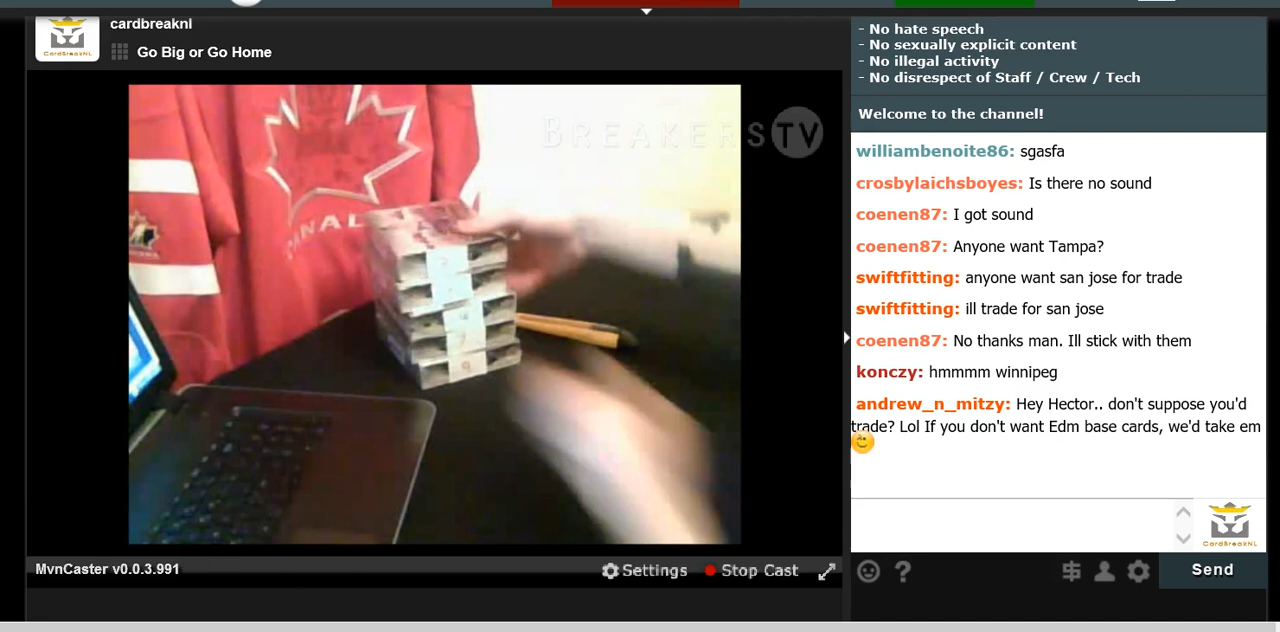 cardbreaknl
CardBreakNL
Go Big or Go Home
BREAKERS TV
CANAD
MvnCaster v0.0.3.991
Settings
Stop Cast
- No hate speech
- No sexually explicit content
- No illegal activity
- No disrespect of Staff / Crew / Tech
Welcome to the channel!
williambenoite86: sgasfa
crosbylaichsboyes: Is there no sound
coenen87: I got sound
coenen87: Anyone want Tampa?
swiftfitting: anyone want san jose for trade
swiftfitting: ill trade for san jose
coenen87: No thanks man. Ill stick with them
konczy: hmmmm winnipeg
andrew_n_mitzy: Hey Hector.. don't suppose you'd
trade? Lol If you don't want Edm base cards, we'd take em
CardBreakNL
Send